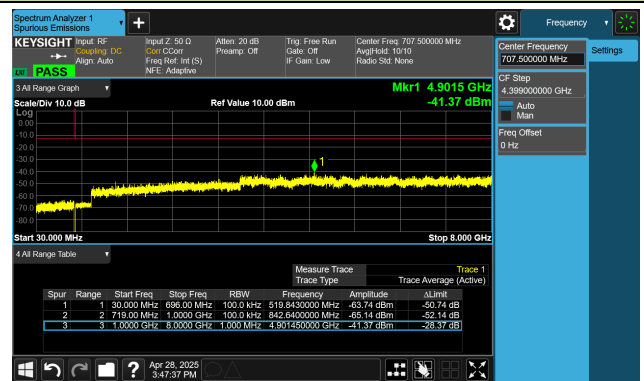 Spectrum Analyzer 1
Spurious Emissions
Frequency
KEYSIGHT Input: RF Input Z: 50 Ω Atten: 20 dB Trig: Free Run Center Freq: 707.500000 MHz
Coupling: DC Corr CCorr Preamp: Off Gate: Off Avg|Hold: 10/10
Align: Auto Freq Ref: Int (S) IF Gain: Low Radio Std: None
NFE: Adaptive
PASS
Center Frequency
707.500000 MHz
Settings
CF Step
4.399000000 GHz
Auto
Man
Freq Offset
0 Hz
3 All Range Graph
Mkr1 4.9015 GHz
Scale/Div 10.0 dB Ref Value 10.00 dBm -41.37 dBm
Log
0.00
-10.0
-20.0
-30.0
-40.0
-50.0
-60.0
-70.0
-80.0
1
Start 30.000 MHz Stop 8.000 GHz
4 All Range Table
Measure Trace Trace 1
Trace Type Trace Average (Active)
Spur Range Start Freq Stop Freq RBW Frequency Amplitude ΔLimit
1 1 30.000 MHz 696.00 MHz 100.0 kHz 519.8430000 MHz -63.74 dBm -50.74 dB
2 2 719.00 MHz 1.0000 GHz 100.0 kHz 842.6400000 MHz -65.14 dBm -52.14 dB
3 3 1.0000 GHz 8.0000 GHz 1.000 MHz 4.901450000 GHz -41.37 dBm -28.37 dB
Apr 28, 2025
3:47:37 PM